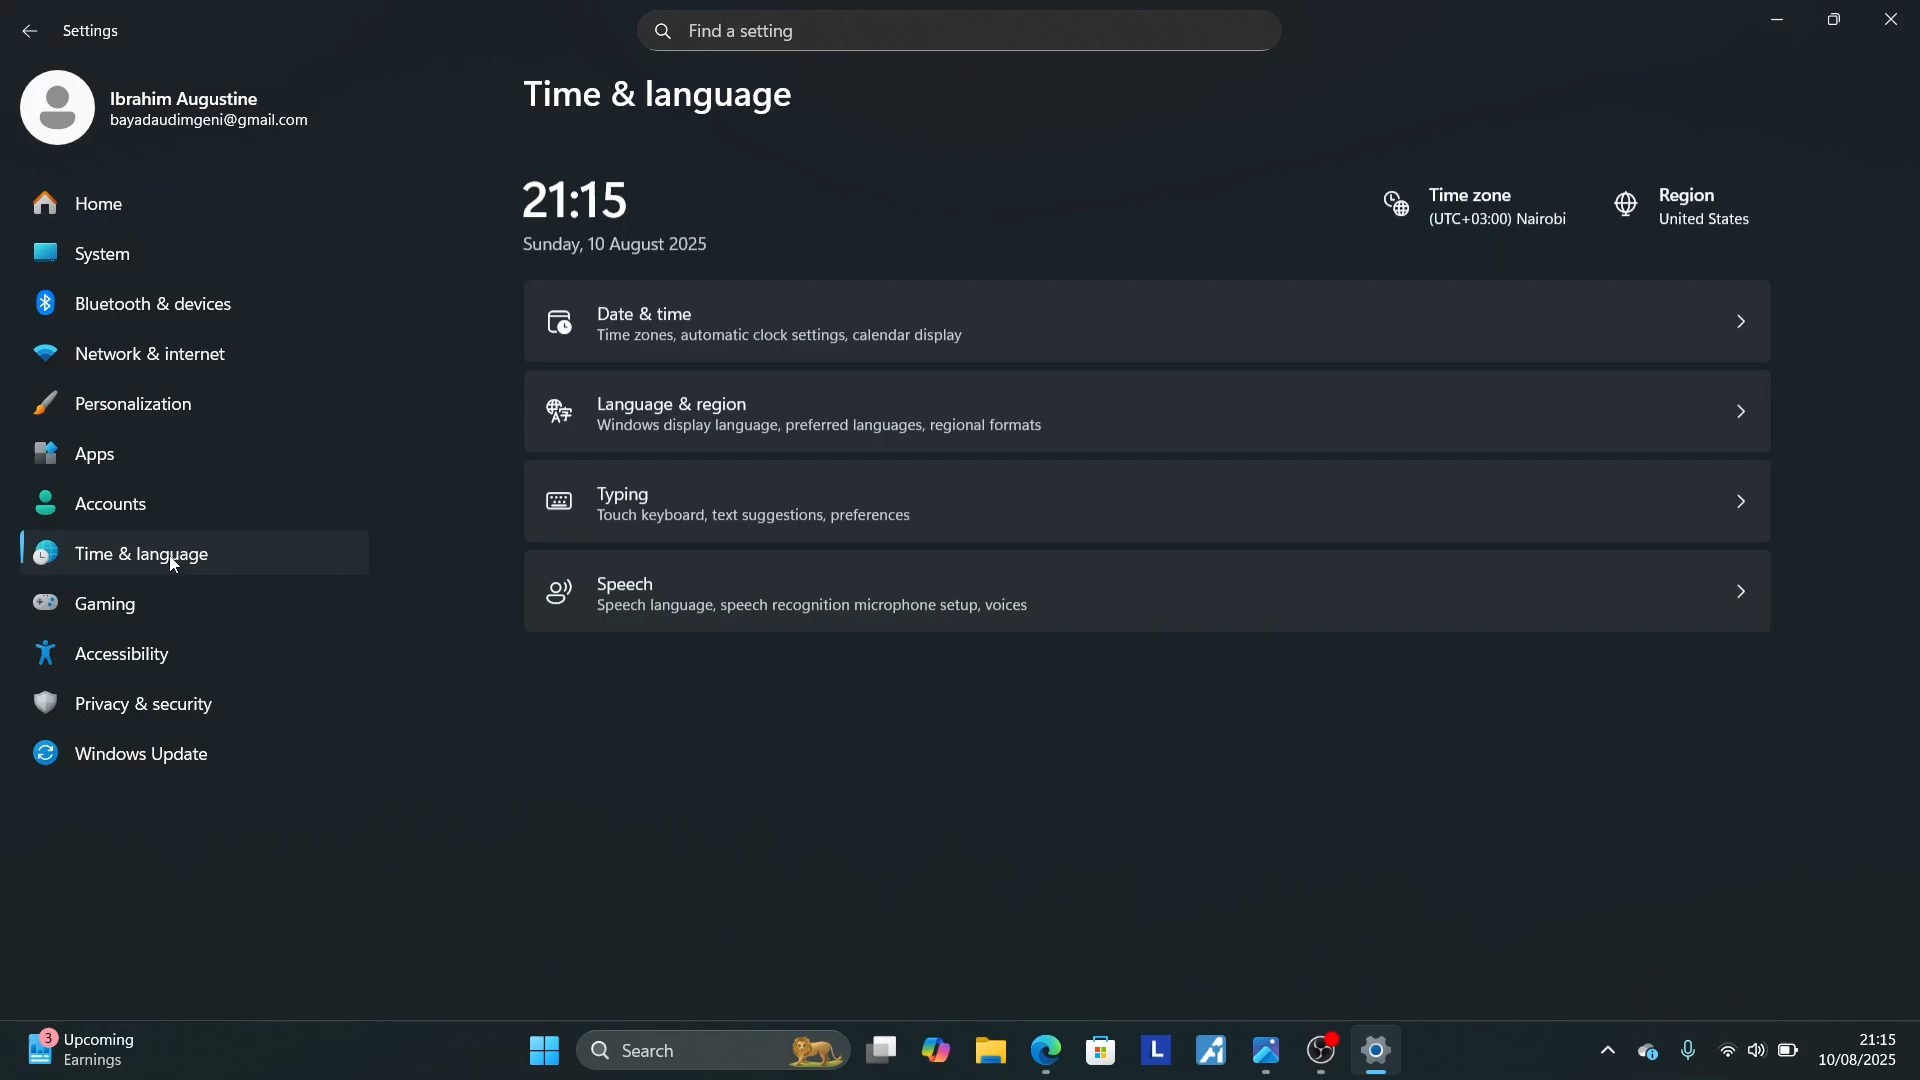 Settings
Find a setting
Ibrahim Augustine
bayadaudimgeni@gmail.com
Home
System
Bluetooth & devices
Network & internet
Personalization
Apps
Accounts
Time & language
Gaming
Accessibility
Privacy & security
Windows Update
Time & language
21:15
Sunday, 10 August 2025
Time zone
(UTC+03:00) Nairobi
Region
United States
Date & time
Time zones, automatic clock settings, calendar display
Language & region
Windows display language, preferred languages, regional formats
Typing
Touch keyboard, text suggestions, preferences
Speech
Speech language, speech recognition microphone setup, voices
3
Upcoming
Earnings
Search
L
21:15
10/08/2025